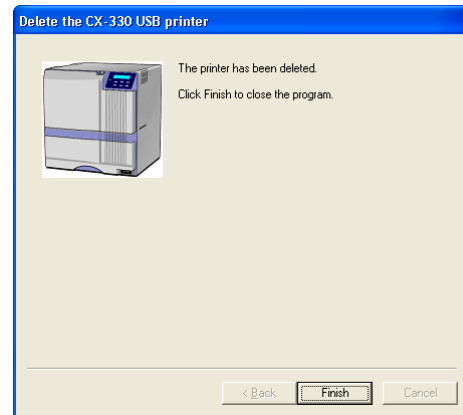 Delete the CX-330 USB printer
The printer has been deleted.
Click Finish to close the program.
< Back
Finish
Cancel